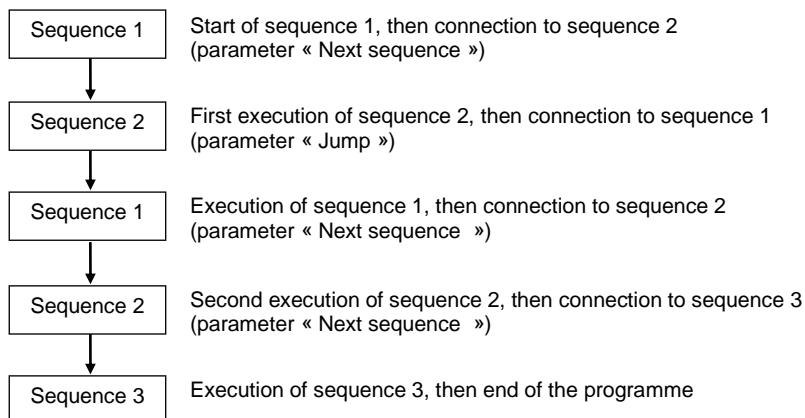 Sequence 1
Start of sequence 1, then connection to sequence 2
(parameter « Next sequence »)
Sequence 2
First execution of sequence 2, then connection to sequence 1
(parameter « Jump »)
Sequence 1
Execution of sequence 1, then connection to sequence 2
(parameter « Next sequence  »)
Sequence 2
Second execution of sequence 2, then connection to sequence 3
(parameter « Next sequence  »)
Sequence 3
Execution of sequence 3, then end of the programme